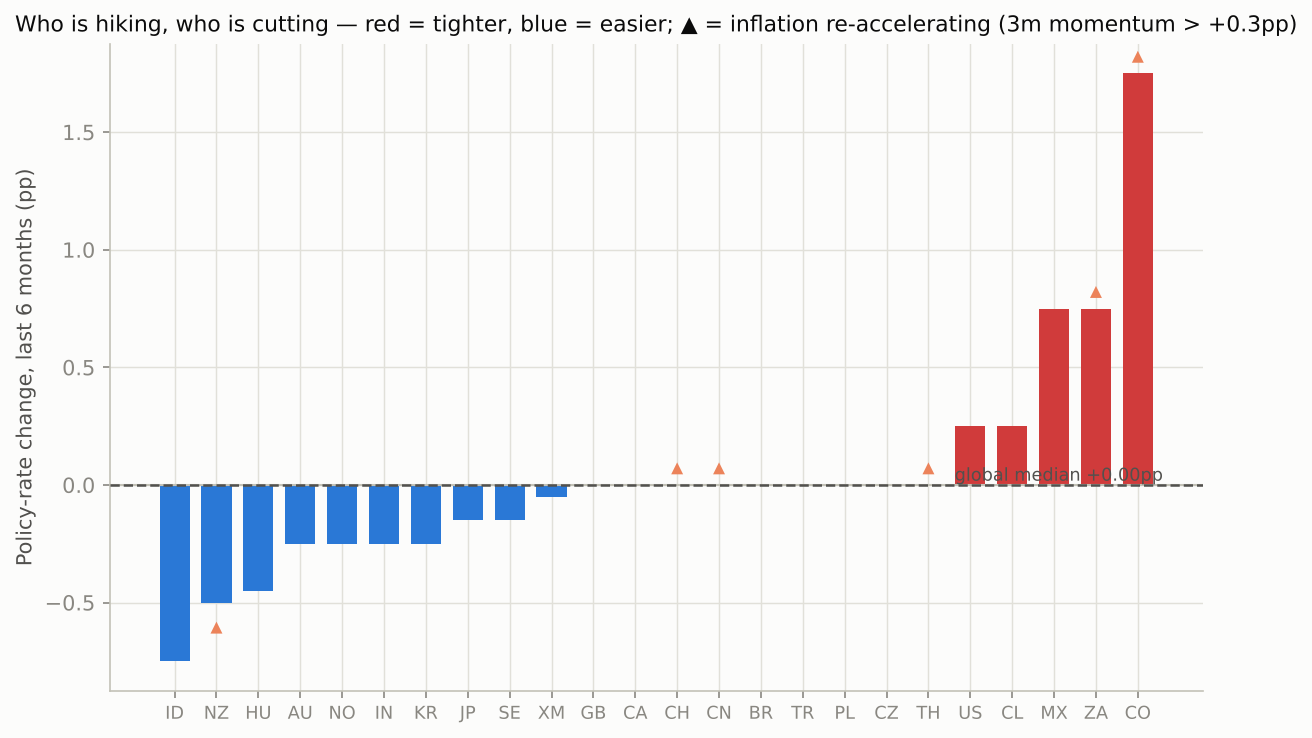 Who is hiking, who is cutting — red = tighter, blue = easier; ▲ = inflation re-accelerating (3m momentum > +0.3pp)
Policy-rate change, last 6 months (pp)
1.5
1.0
0.5
0.0
−0.5
global median +0.00pp
ID NZ HU AU NO IN KR JP SE XM GB CA CH CN BR TR PL CZ TH US CL MX ZA CO